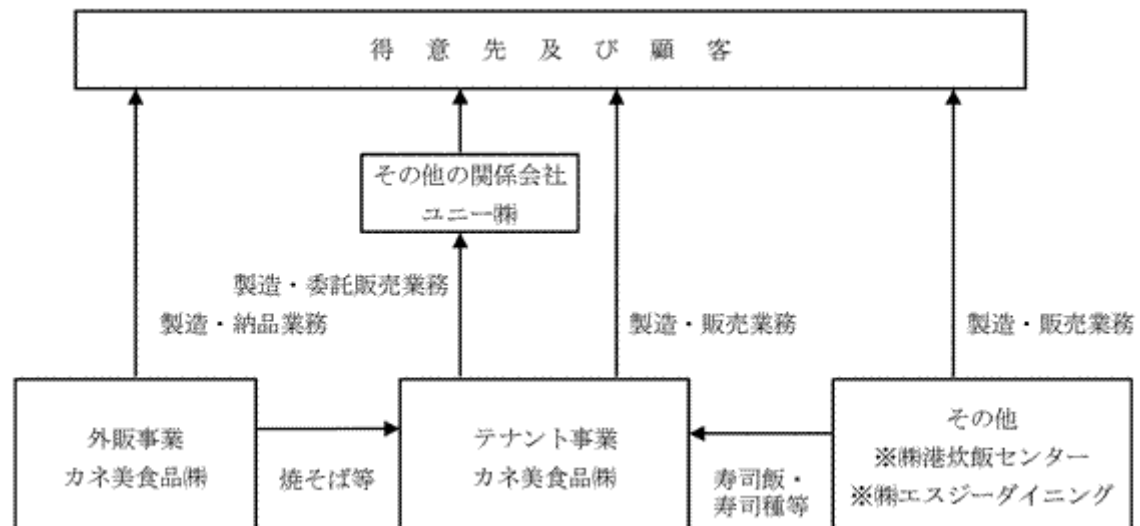 得意先及び顧客
その他の関係会社
ユニー㈱
製造・委託販売業務
製造・納品業務
製造・販売業務
製造・販売業務
外販事業
カネ美食品㈱
焼そば等
テナント事業
カネ美食品㈱
寿司飯・
寿司種等
その他
※㈱港炊飯センター
※㈱エスジーダイニング